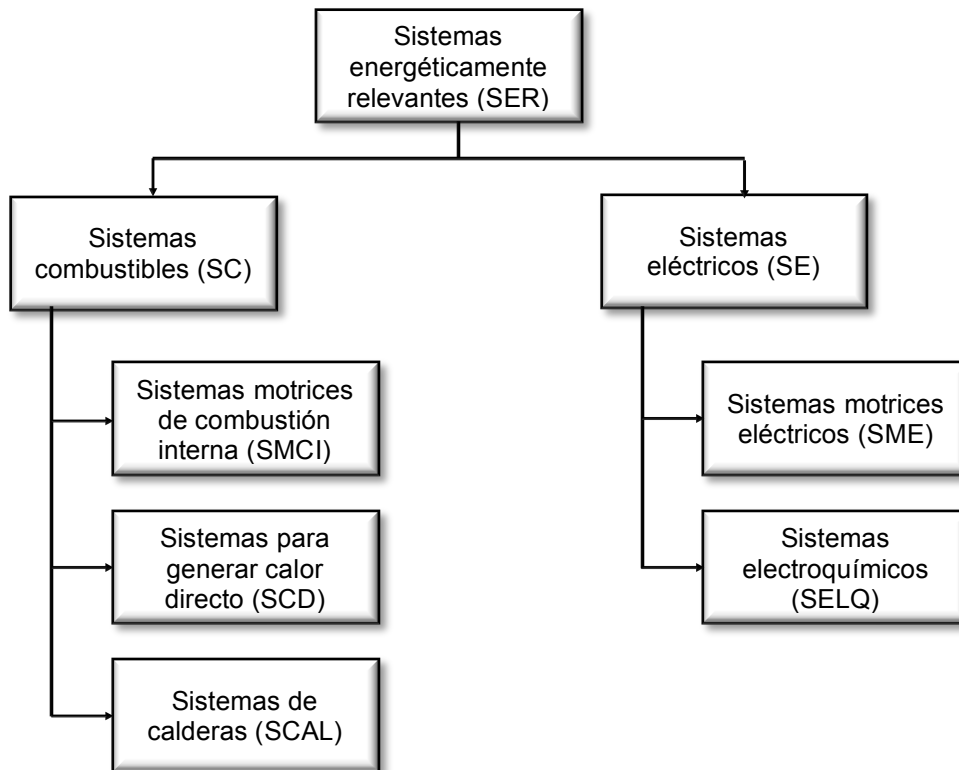 Sistemas
energéticamente
relevantes (SER)
Sistemas
combustibles (SC)
Sistemas
eléctricos (SE)
Sistemas motrices
de combustión
interna (SMCI)
Sistemas para
generar calor
directo (SCD)
Sistemas de
calderas (SCAL)
Sistemas motrices
eléctricos (SME)
Sistemas
electroquímicos
(SELQ)